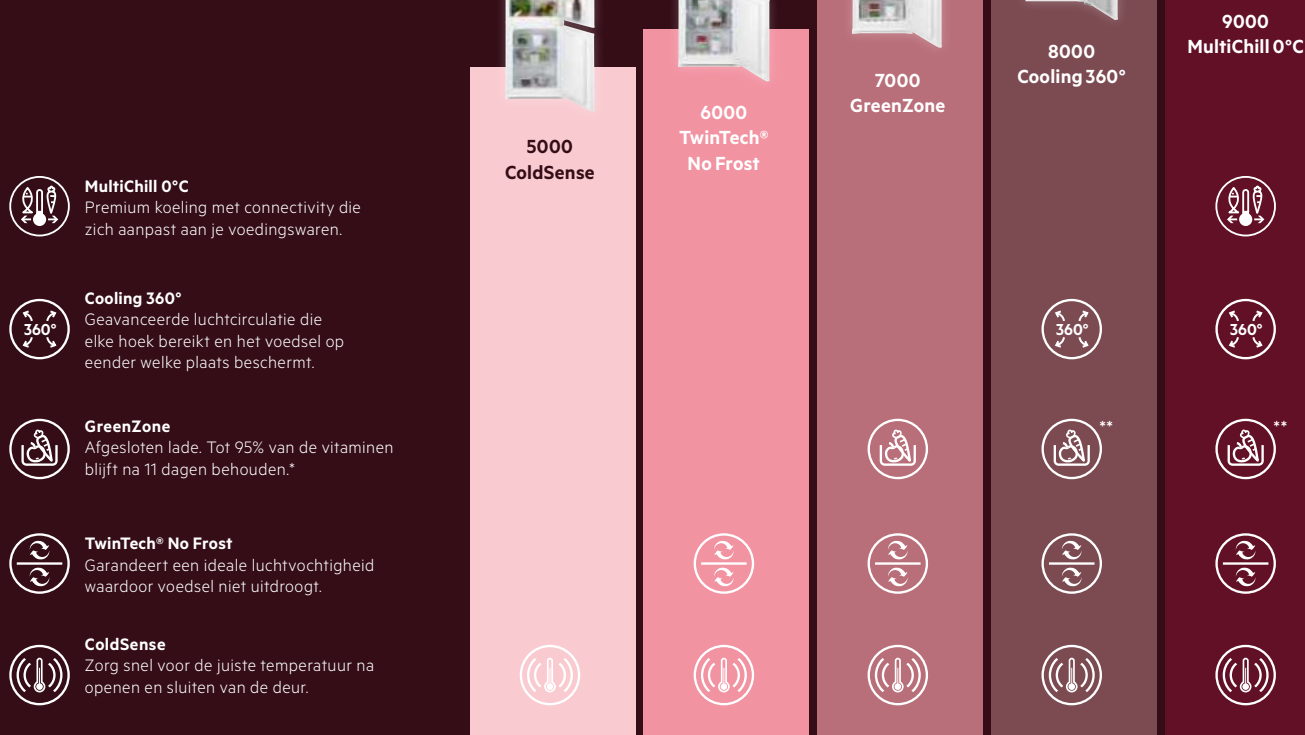 9000
MultiChill 0°C
8000
Cooling 360°
7000
GreenZone
6000
TwinTech®
No Frost
5000
ColdSense
MultiChill 0°C
Premium koeling met connectivity die
zich aanpast aan je voedingswaren.
Cooling 360°
Geavanceerde luchtcirculatie die
elke hoek bereikt en het voedsel op
eender welke plaats beschermt.
360°
360°
360°
GreenZone
Afgesloten lade. Tot 95% van de vitaminen
blijft na 11 dagen behouden.*
**
**
TwinTech® No Frost
Garandeert een ideale luchtvochtigheid
waardoor voedsel niet uitdroogt.
ColdSense
Zorg snel voor de juiste temperatuur na
openen en sluiten van de deur.